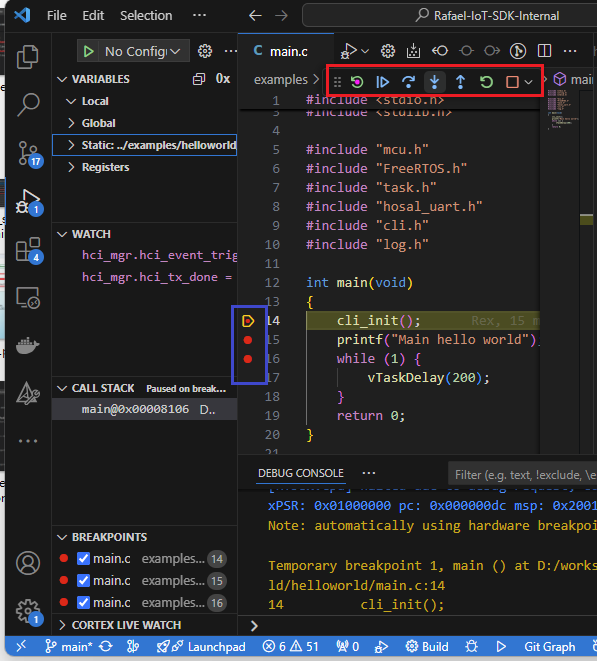 File Edit Selection ··· Rafael-IoT-SDK-Internal
No Configu
main.c
VARIABLES 0x
Local
Global
Static: ../examples/helloworld
Registers
WATCH
hci_mgr.hci_event_trig
hci_mgr.hci_tx_done =
CALL STACK Paused on break...
main@0x00008106 D..
BREAKPOINTS
main.c examples... 14
main.c examples... 15
main.c examples... 16
CORTEX LIVE WATCH
17
1
4
1
examples > main
1 #include <stdio.h>
3 #include <stdlib.h>
4
5 #include "mcu.h"
6 #include "FreeRTOS.h"
7 #include "task.h"
8 #include "hosal_uart.h"
9 #include "cli.h"
10 #include "log.h"
11
12 int main(void)
13 {
14 cli_init(); Rex, 15 m
15 printf("Main hello world")
16 while (1) {
17 vTaskDelay(200);
18 }
19 return 0;
20 }
21
DEBUG CONSOLE ··· Filter (e.g. text, !exclude, \e
xPSR: 0x01000000 pc: 0x000000dc msp: 0x2001
Note: automatically using hardware breakpoi
Temporary breakpoint 1, main () at D:/works
ld/helloworld/main.c:14
14 cli_init();
main* Launchpad 6 51 0 Build Git Graph